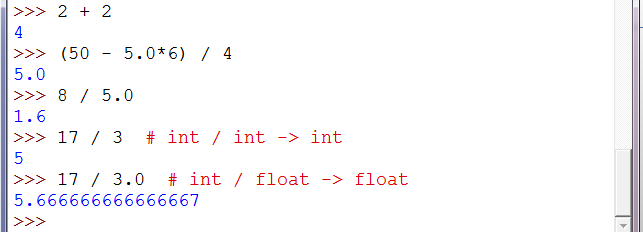 >>> 2 + 2
4
>>> (50 - 5.0*6) / 4
5.0
>>> 8 / 5.0
1.6
>>> 17 / 3  # int / int -> int
5
>>> 17 / 3.0  # int / float -> float
5.666666666666667
>>>